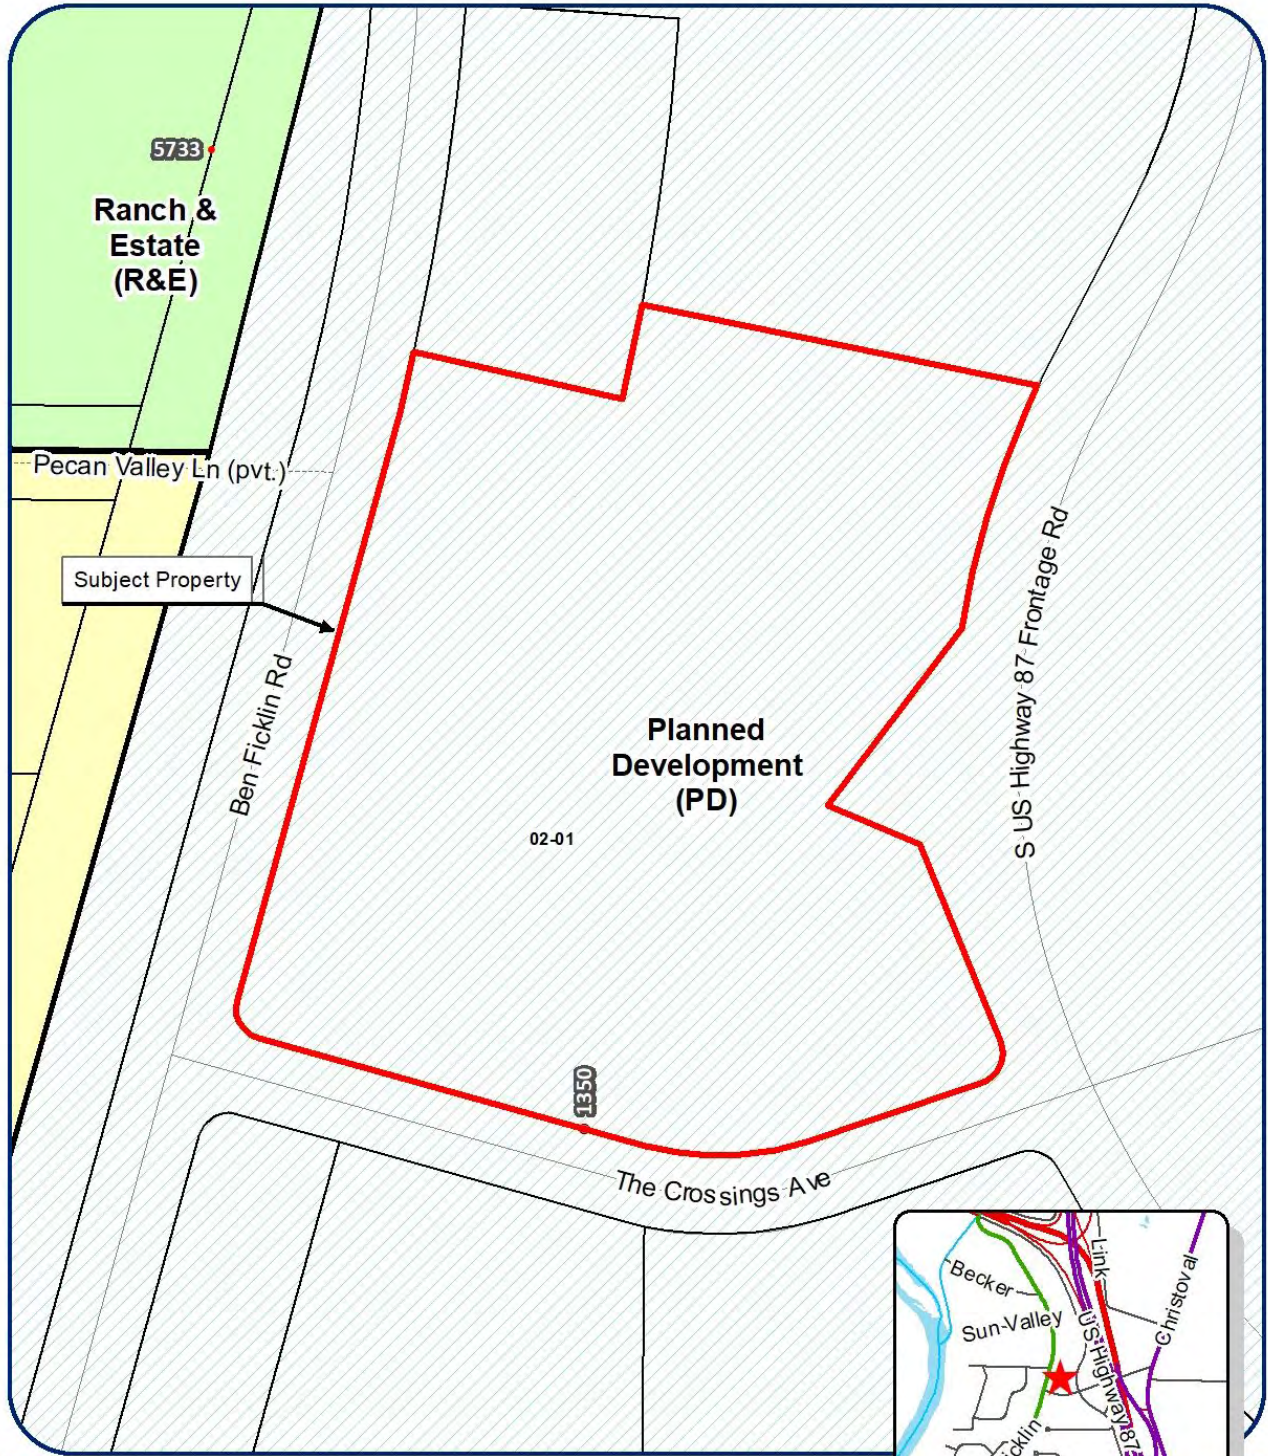 5733
Ranch &
Estate
(R&E)
Pecan Valley Ln (pvt.)
Subject Property
S US Highway 87 Frontage Rd
Ben Ficklin Rd
Planned
Development
(PD)
02-01
1350
The Crossings Ave
Link
Becker
Christoval
Sun-Valley
US-Highway 87
icklin